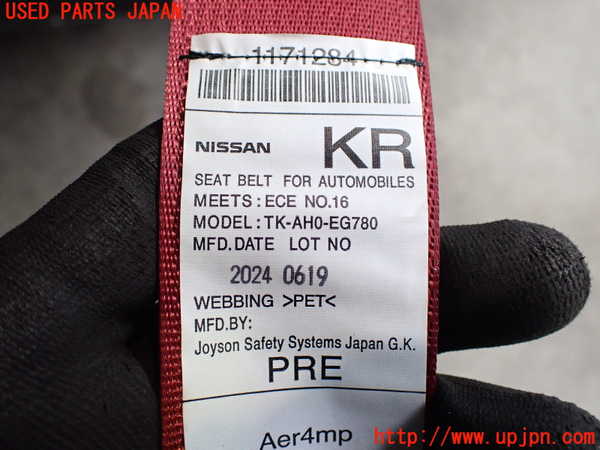 USED PARTS JAPAN
1171284
NISSAN KR
SEAT BELT FOR AUTOMOBILES
MEETS:ECE NO.16
MODEL:TK-AH0-EG780
MFD.DATE LOT NO
2024 0619
WEBBING >PET<
MFD.BY:
Joyson Safety Systems Japan G.K.
PRE
Aer4mp
http://www.upjpn.com/